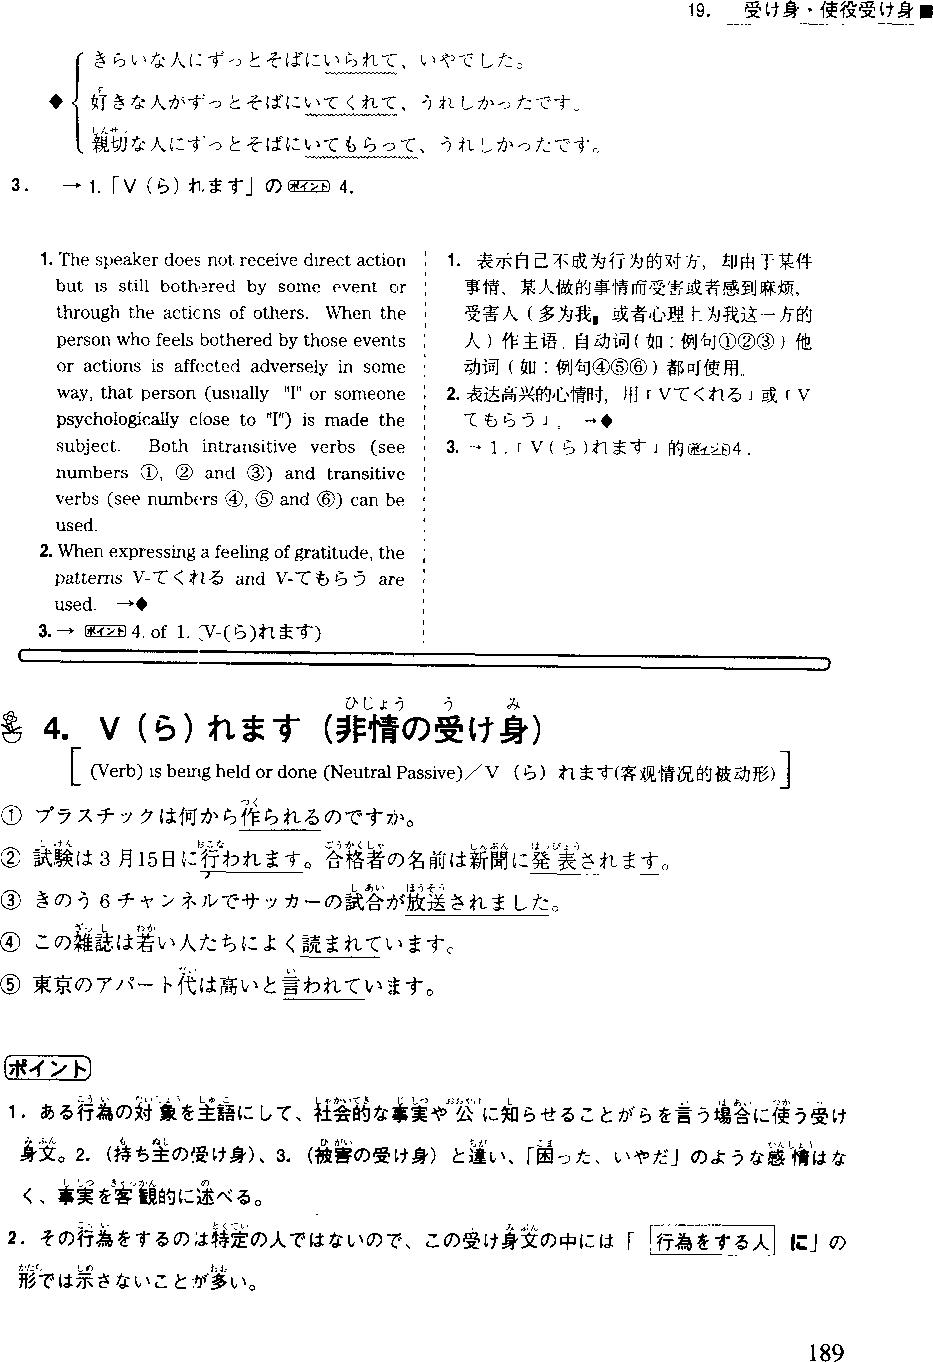 19. 受け身・使役受け身■
きらいな人にずっとそばにいられて、いやでした。
◆ 好きな人がずっとそばにいてくれて、うれしかったです。
親切な人にずっとそばにいてもらって、うれしかったです。
3. →1.「V（ら）れます」のポイント4.
1. The speaker does not receive direct action
but is still bothered by some event or
through the actions of others. When the
person who feels bothered by those events
or actions is affected adversely in some
way, that person (usually "I" or someone
psychologically close to "I") is made the
subject. Both intransitive verbs (see
numbers ①, ② and ③) and transitive
verbs (see numbers ④, ⑤ and ⑥) can be
used.
2. When expressing a feeling of gratitude, the
patterns V-てくれる and V-てもらう are
used. →◆
3.→ ポイント4. of 1. (V-(ら)れます)
1. 表示自己不成为行为的对方，却由于某件
事情、某人做的事情而受害或者感到麻烦。
受害人（多为我，或者心理上为我这一方的
人）作主语。自动词（如：例句①②③）他
动词（如：例句④⑤⑥）都可使用。
2. 表达高兴的心情时，用「Vてくれる」或「V
てもらう」。 →◆
3. →1.「V（ら）れます」的ポイント4.
4. V（ら）れます（非情の受け身）
[(Verb) is being held or done (Neutral Passive)／V （ら）れます(客观情况的被动形)]
① プラスチックは何から作られるのですか。
② 試験は3月15日に行われます。合格者の名前は新聞に発表されます。
③ きのう6チャンネルでサッカーの試合が放送されました。
④ この雑誌は若い人たちによく読まれています。
⑤ 東京のアパート代は高いと言われています。
ポイント
1. ある行為の対象を主語にして、社会的な事実や公に知らせることがらを言う場合に使う受け
身文。2.（持ち主の受け身）、3.（被害の受け身）と違い、「困った、いやだ」のような感情はな
く、事実を客観的に述べる。
2. その行為をするのは特定の人ではないので、この受け身文の中には「行為をする人 に」の
形では示さないことが多い。
189